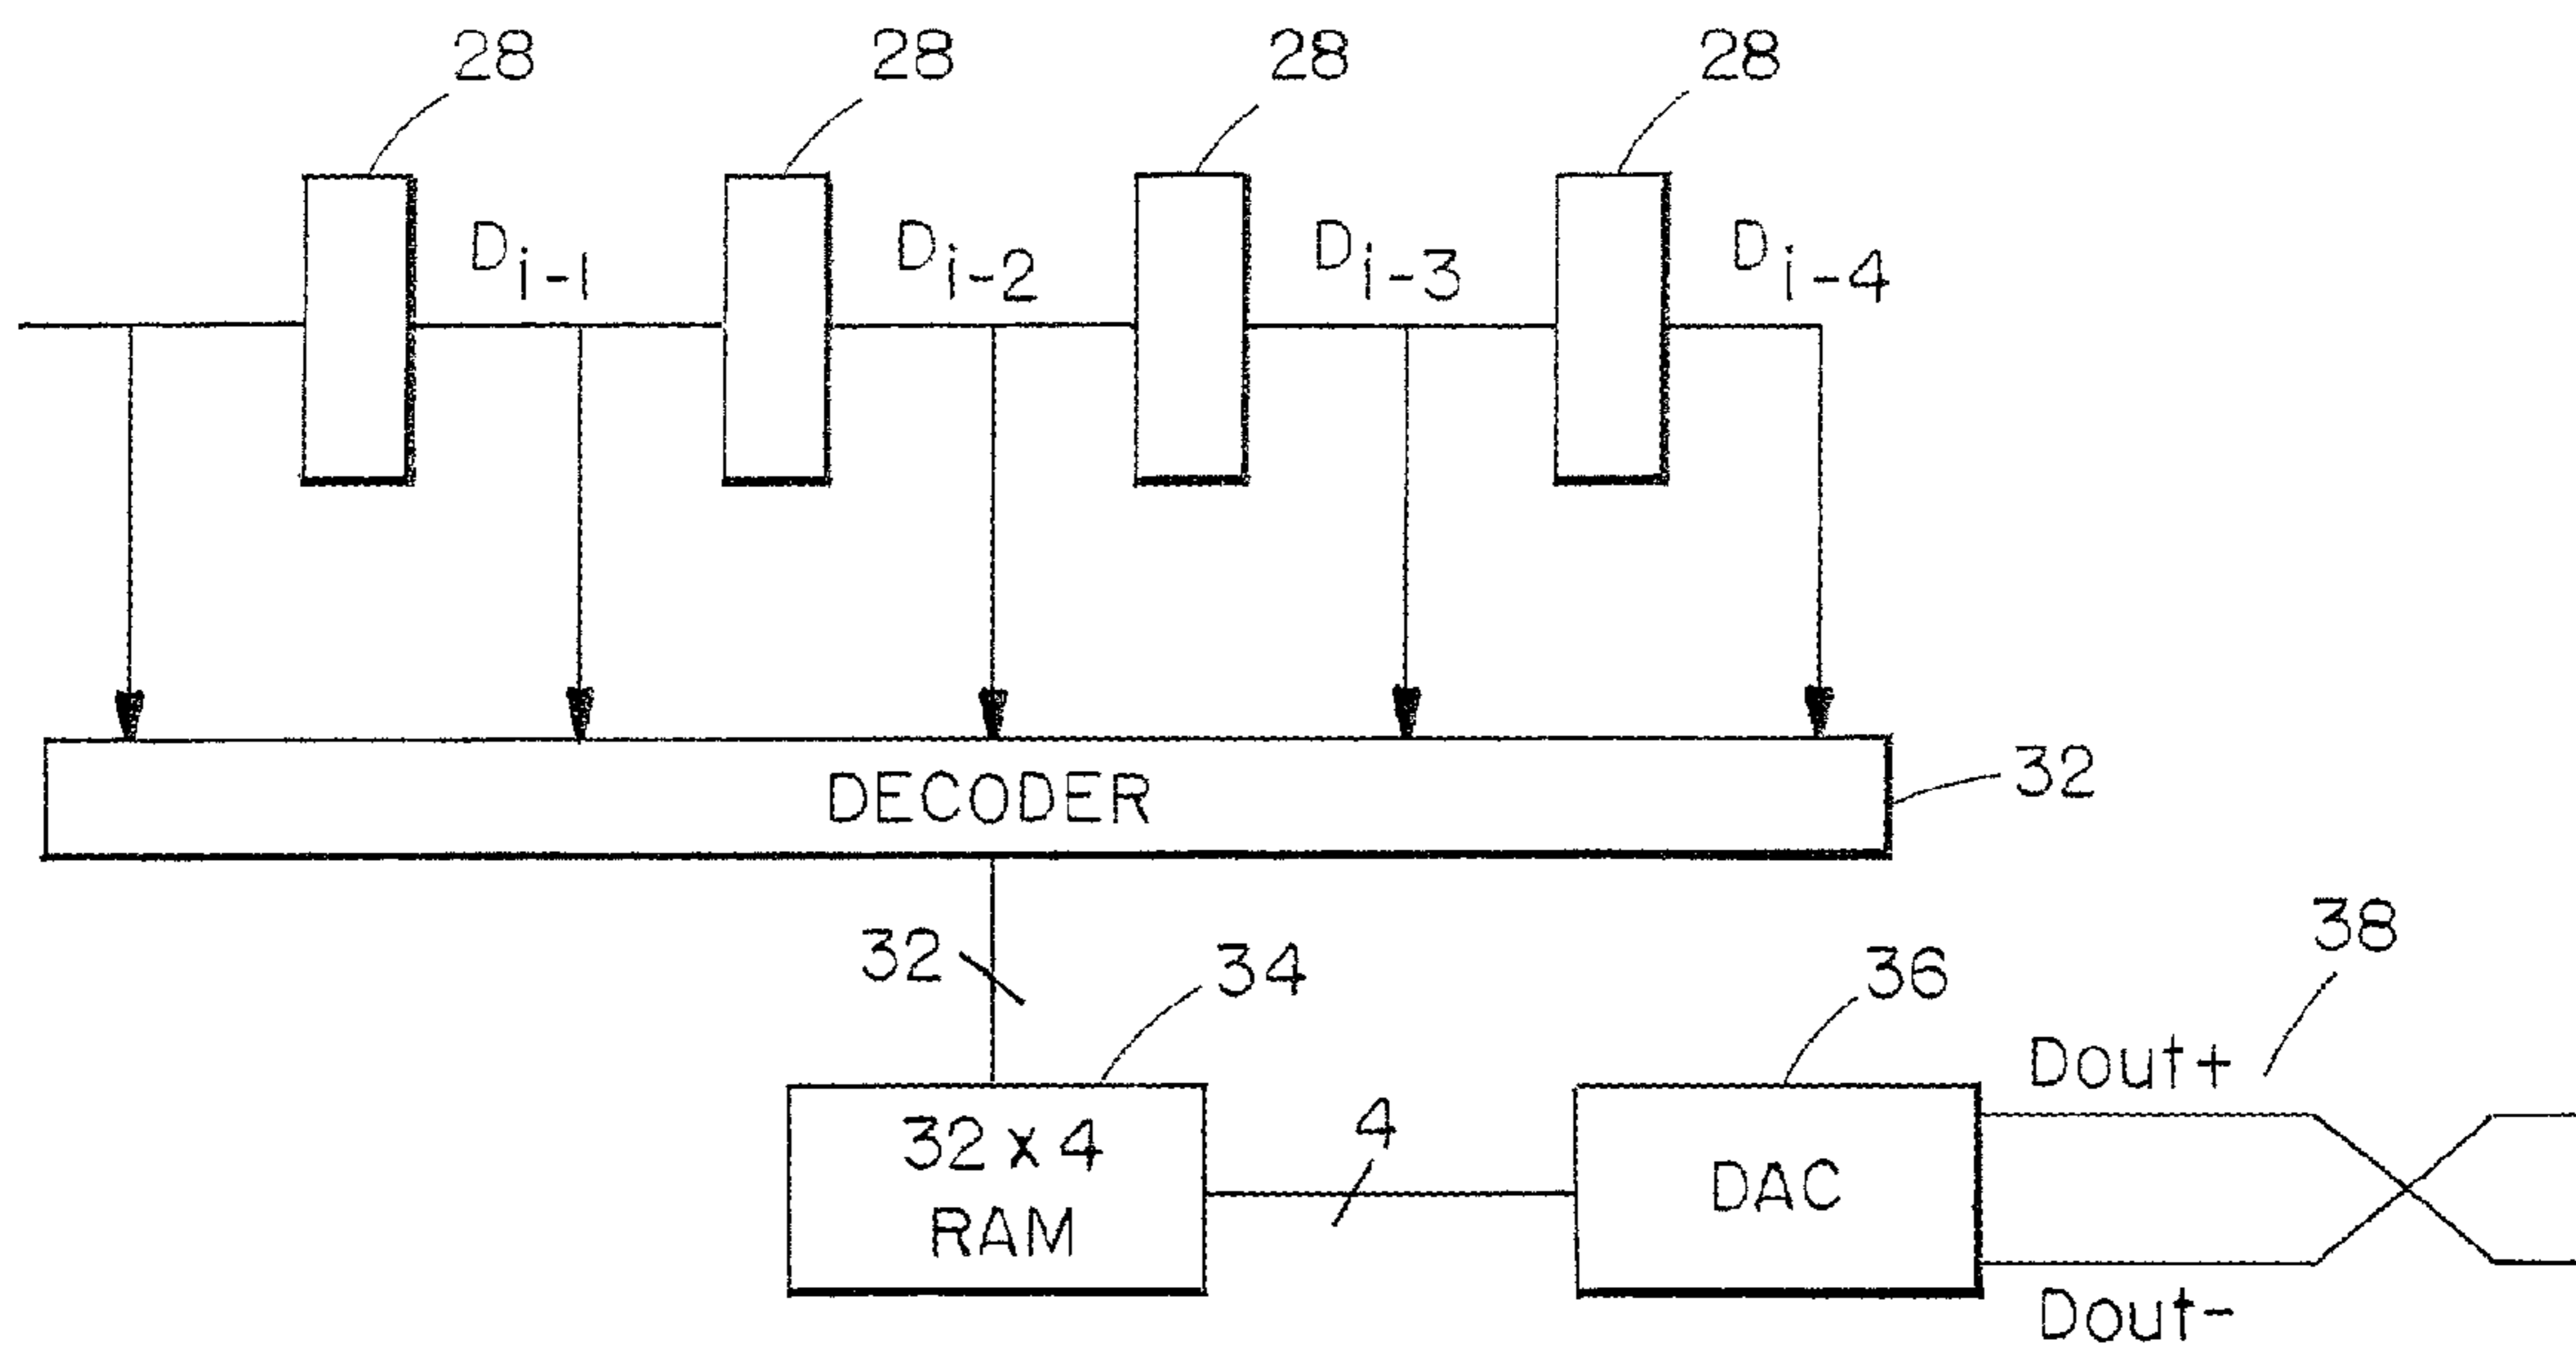 28 28 28 28
Di-1 Di-2 Di-3 Di-4
DECODER
32
32
34
36
38
32 x 4
RAM
4
DAC
Dout+
Dout-